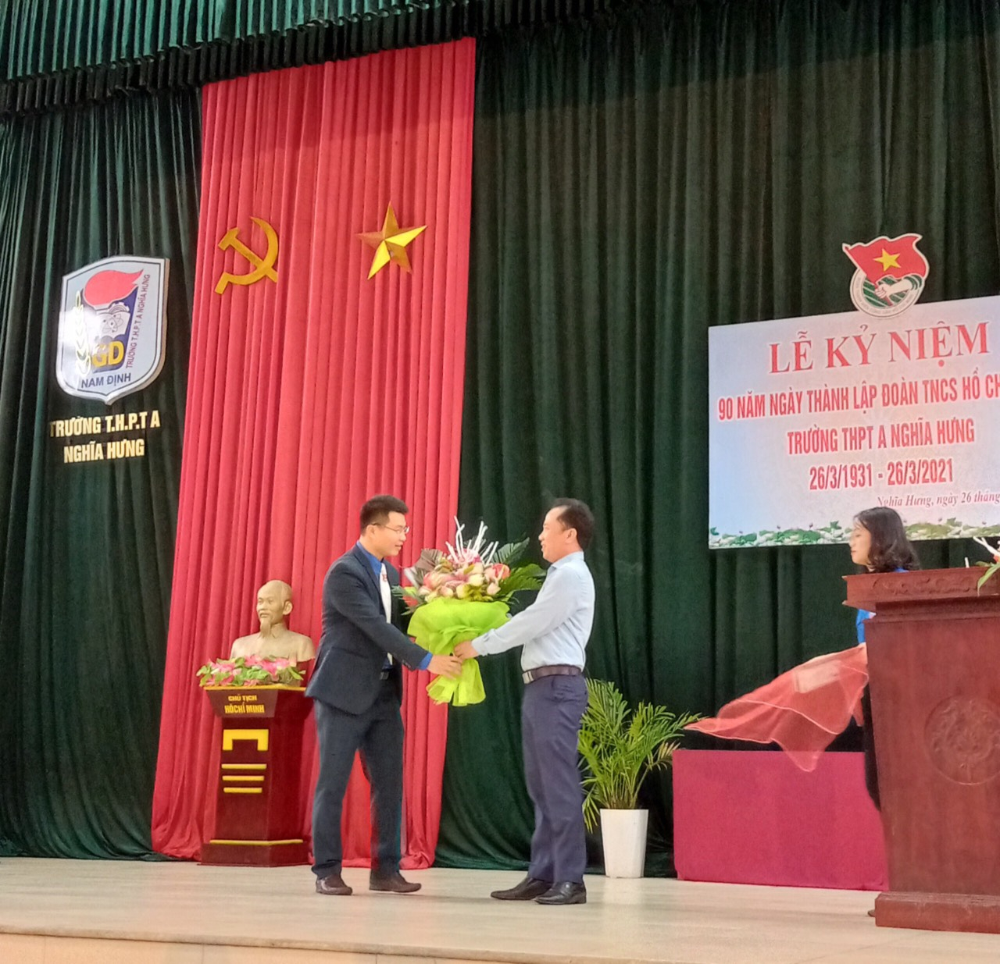 TRƯỜNG T.H.P.T A NGHĨA HƯNG
GD
NAM ĐỊNH
TRƯỜNG T.H.P.T A
NGHĨA HƯNG
CHỦ TỊCH
HỒ CHÍ MINH
LỄ KỶ NIỆM
90 NĂM NGÀY THÀNH LẬP ĐOÀN TNCS HỒ CH
TRƯỜNG THPT A NGHĨA HƯNG
26/3/1931 - 26/3/2021
Nghĩa Hưng, ngày 26 tháng